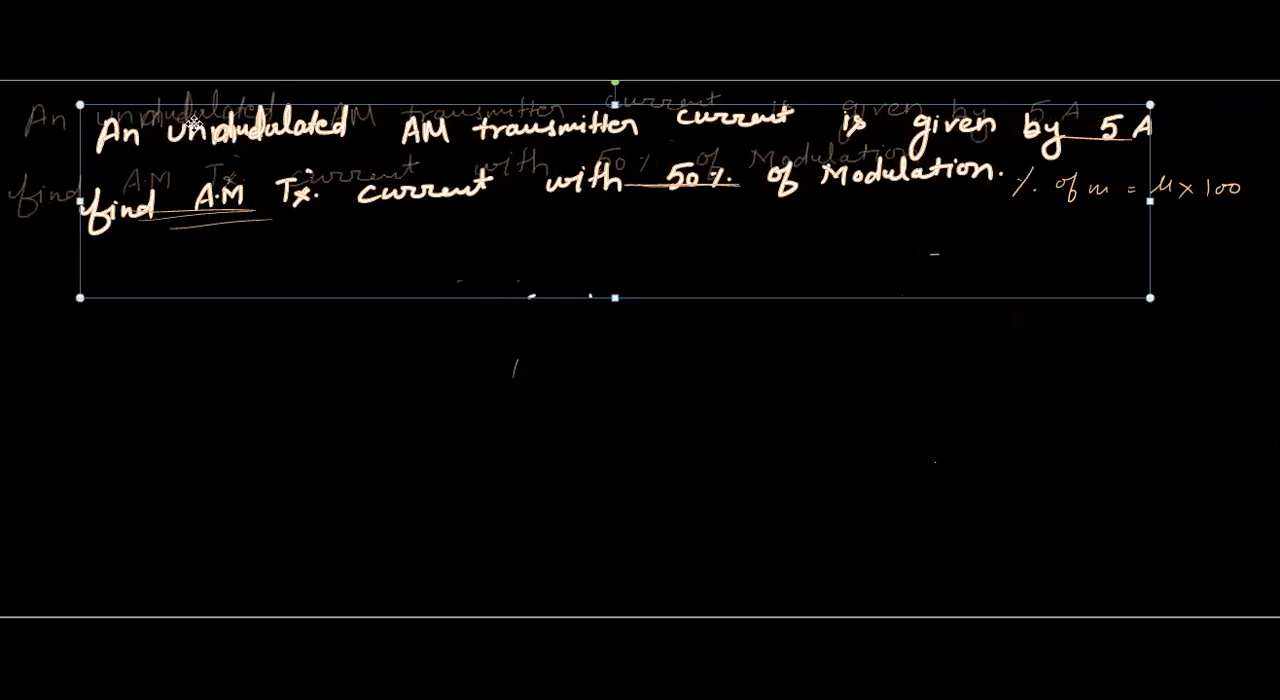 An unmodulated AM transmitter current is given by 5 A
find A.M Tx. current with 50 % of Modulation. % of m = μ x 100